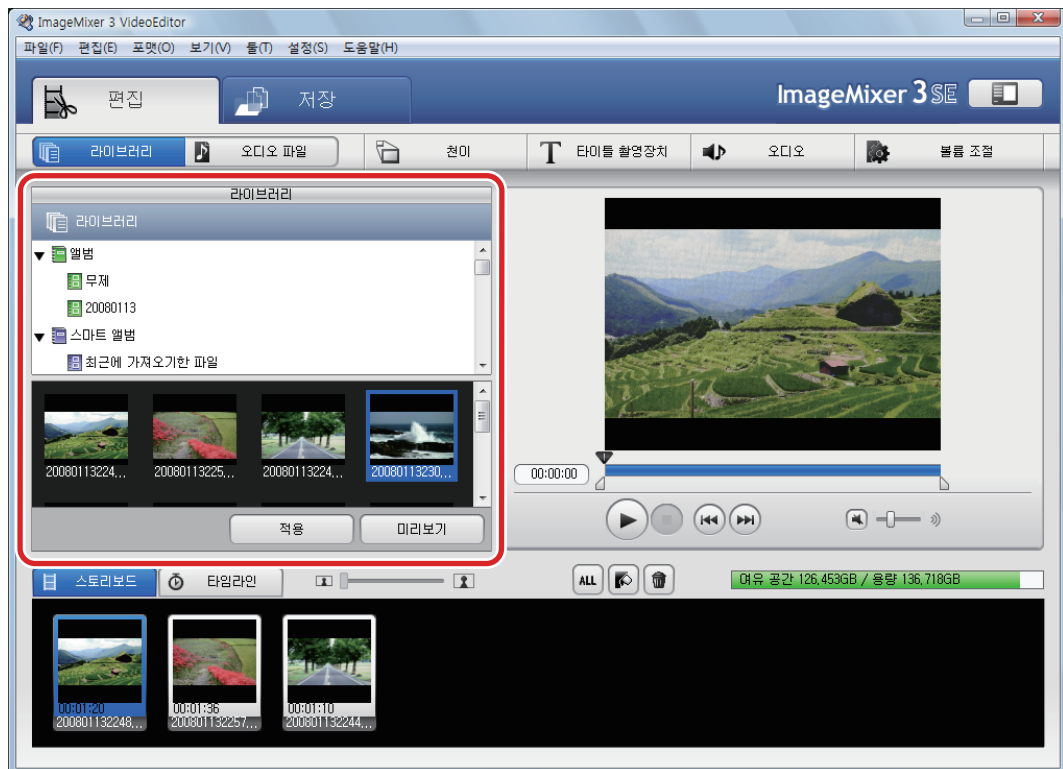 ImageMixer 3 VideoEditor
파일(F) 편집(E) 포맷(O) 보기(V) 툴(T) 설정(S) 도움말(H)
편집 저장 ImageMixer 3 SE
라이브러리 오디오 파일 천이 T 타이틀 촬영장치 오디오 볼륨 조절
라이브러리
라이브러리
앨범
무제
20080113
스마트 앨범
최근에 가져오기한 파일
20080113224... 20080113225... 20080113224... 20080113230...
적용 미리보기
00:00:00
스토리보드 타임라인 ALL 여유 공간 126,453GB / 용량 136,718GB
00:01:20 00:01:36 00:01:10
200801132248... 200801132257... 200801132244...